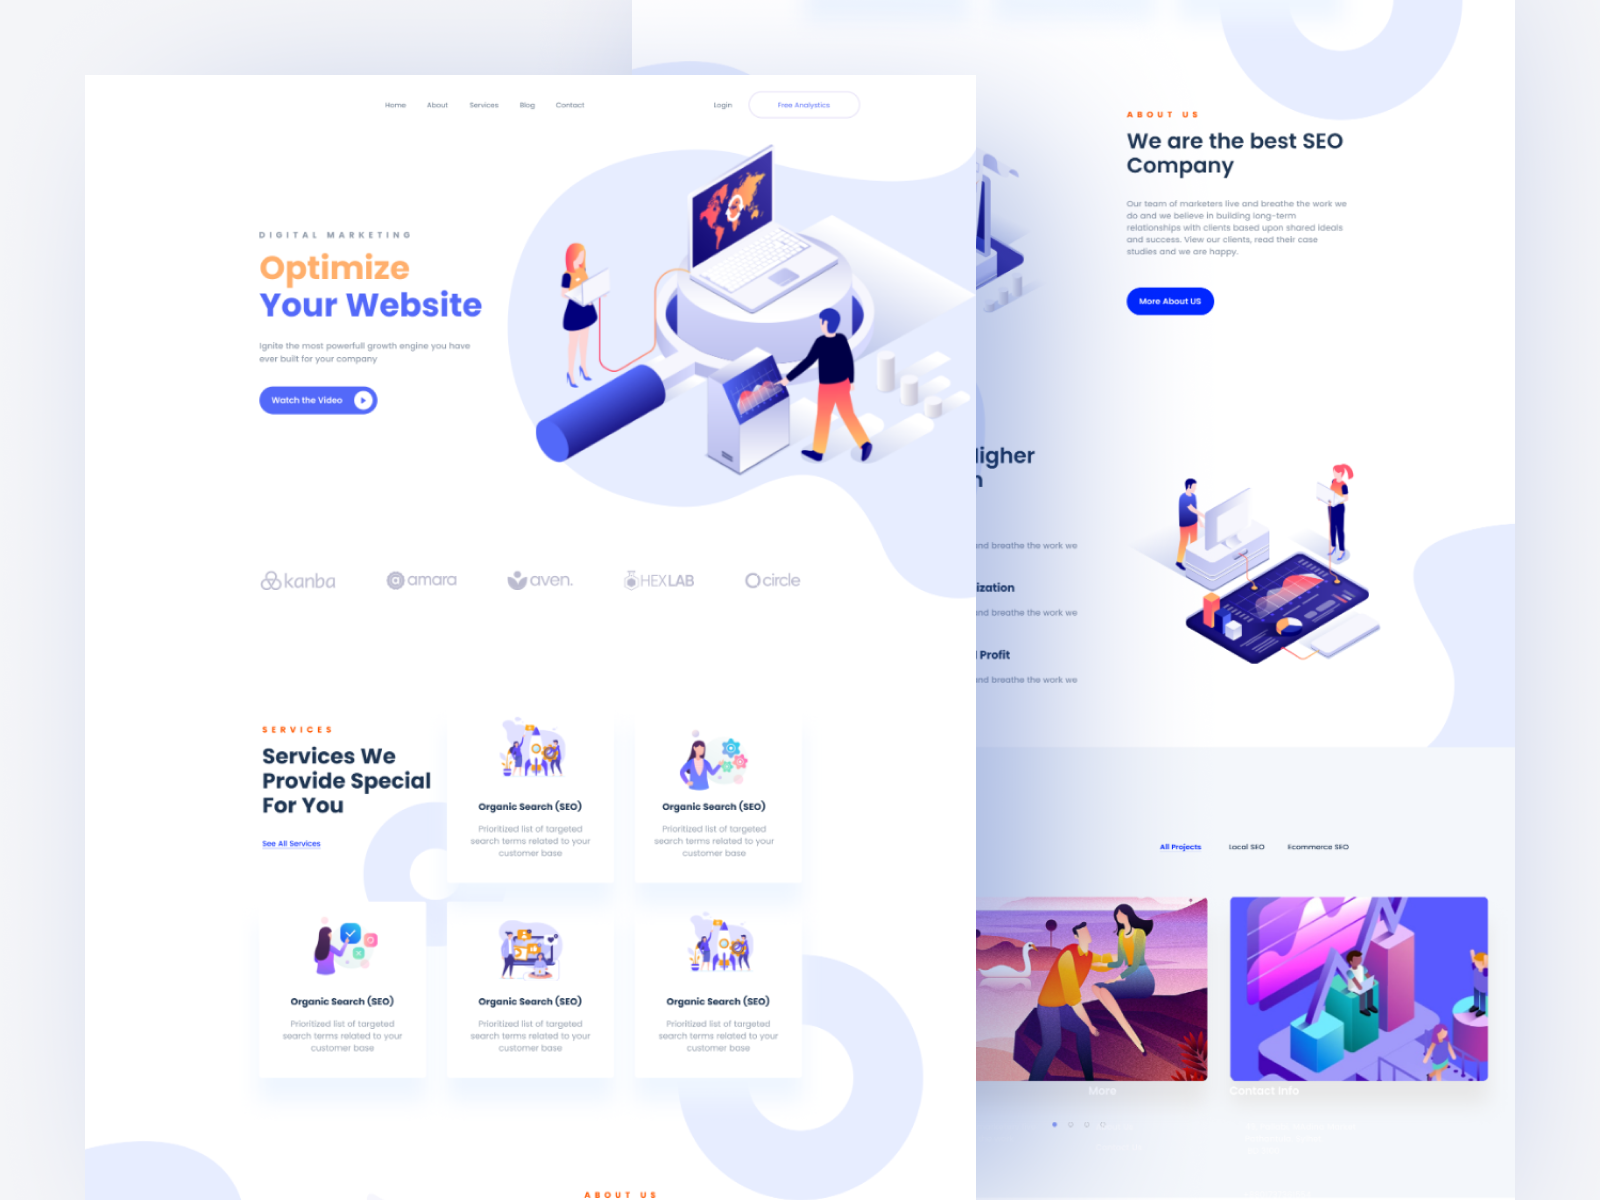 Home About Services Blog Contact Login Free Analystics
DIGITAL MARKETING
Optimize
Your Website
Ignite the most powerfull growth engine you have
ever built for your company
Watch the Video
kanba amara aven. HEXLAB circle
SERVICES
Services We
Provide Special
For You
See All Services
Organic Search (SEO)
Prioritized list of targeted
search terms related to your
customer base
Organic Search (SEO)
Prioritized list of targeted
search terms related to your
customer base
Organic Search (SEO)
Prioritized list of targeted
search terms related to your
customer base
Organic Search (SEO)
Prioritized list of targeted
search terms related to your
customer base
Organic Search (SEO)
Prioritized list of targeted
search terms related to your
customer base
ABOUT US
ABOUT US
We are the best SEO
Company
Our team of marketers live and breathe the work we
do and we believe in building long-term
relationships with clients based upon shared ideals
and success. View our clients, read their case
studies and we are happy.
More About US
igher
and breathe the work we
ization
and breathe the work we
Profit
and breathe the work we
All Projects Local SEO Ecommerce SEO
More
Contact Info